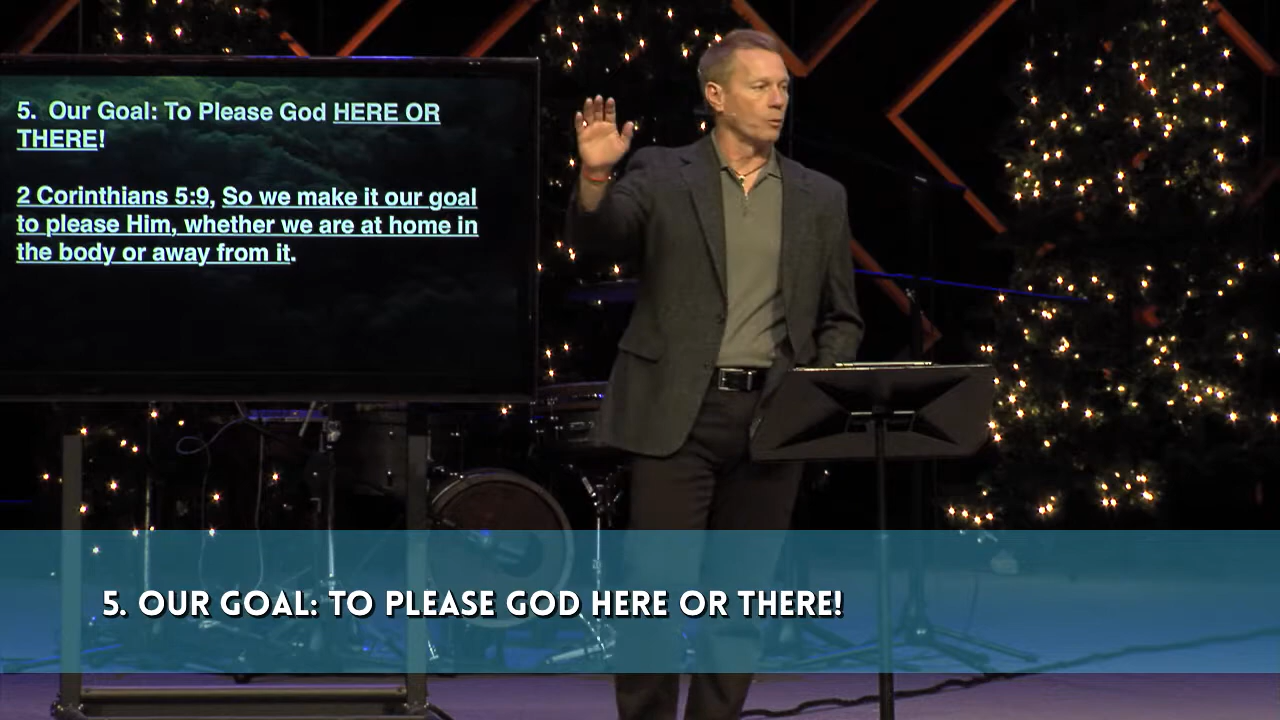 5. Our Goal: To Please God HERE OR
THERE!
2 Corinthians 5:9, So we make it our goal
to please Him, whether we are at home in
the body or away from it.
5. OUR GOAL: TO PLEASE GOD HERE OR THERE!